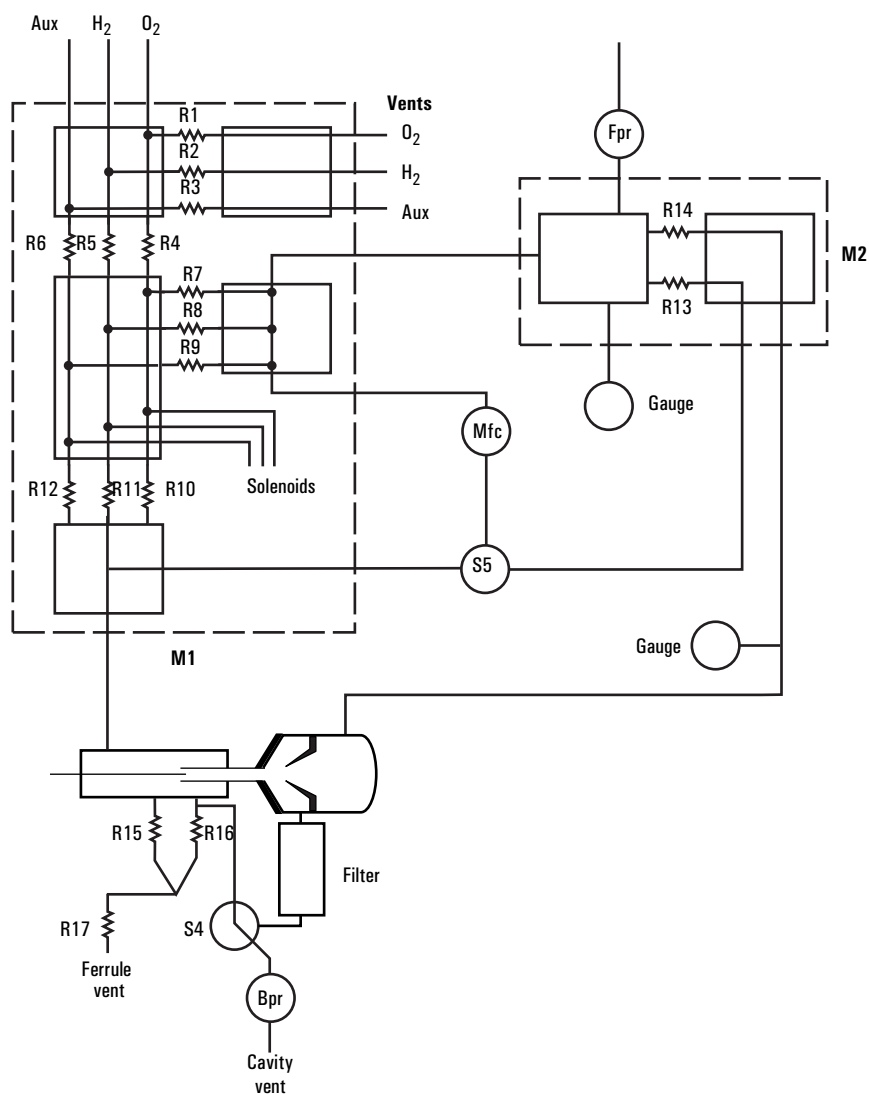 Aux H₂ O₂
Vents
R1
O₂
R2
H₂
R3
Aux
Fpr
R6 R5 R4
R14
M2
R13
R7
R8
R9
Gauge
Mfc
Solenoids
R12 R11 R10
S5
M1
Gauge
R15 R16
Filter
R17
S4
Ferrule
vent
Bpr
Cavity
vent